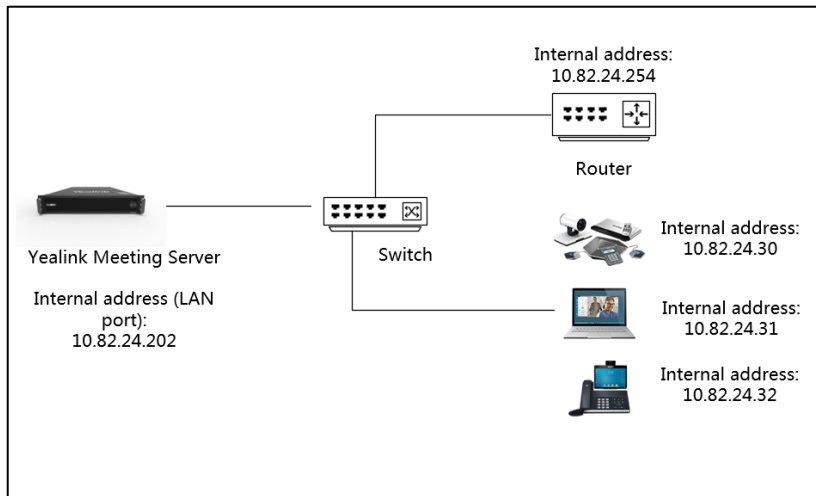 Internal address:
10.82.24.254
Router
Yealink Meeting Server
Internal address (LAN
port):
10.82.24.202
Switch
Internal address:
10.82.24.30
Internal address:
10.82.24.31
Internal address:
10.82.24.32